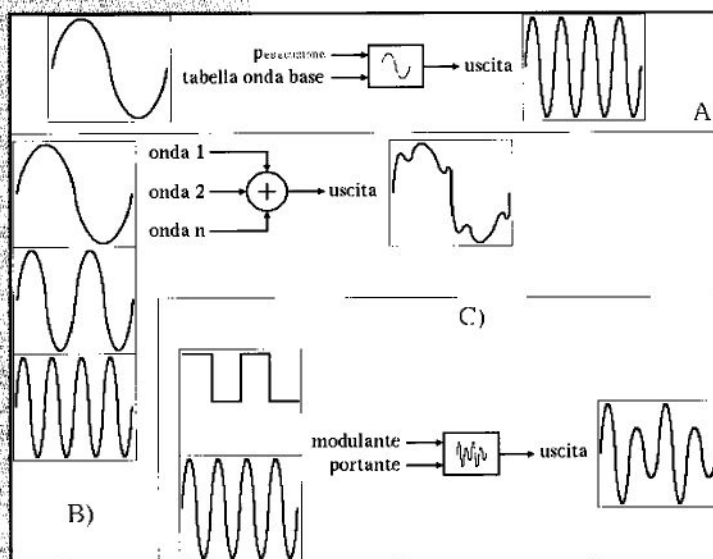 tabella onda base
uscita
A
onda 1
onda 2
onda n
uscita
C)
modulante
portante
uscita
B)